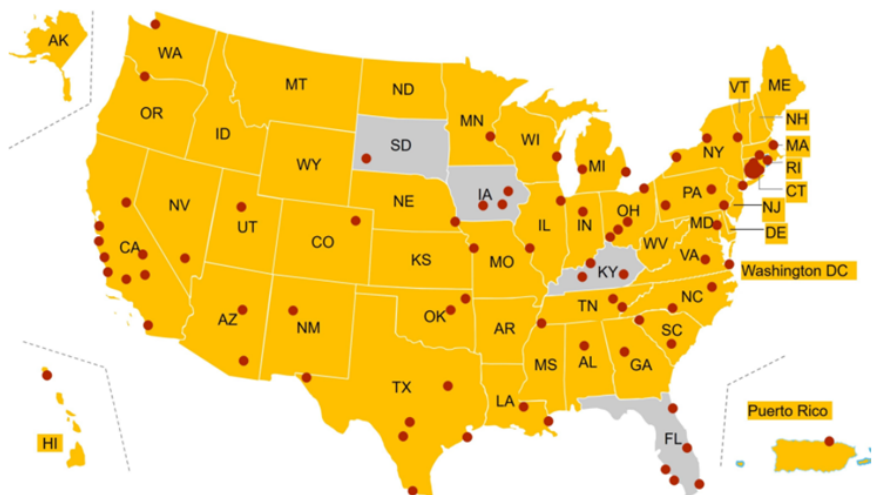 AK
WA
MT
ND
MN
VT
ME
OR
ID
SD
WI
MI
NY
NH
MA
WY
RI
IA
NE
PA
CT
NV
UT
IL
IN
OH
NJ
CA
CO
MD
DE
WV
KS
MO
KY
VA
Washington DC
AZ
NM
OK
TN
NC
AR
SC
MS
AL
GA
TX
LA
Puerto Rico
HI
FL